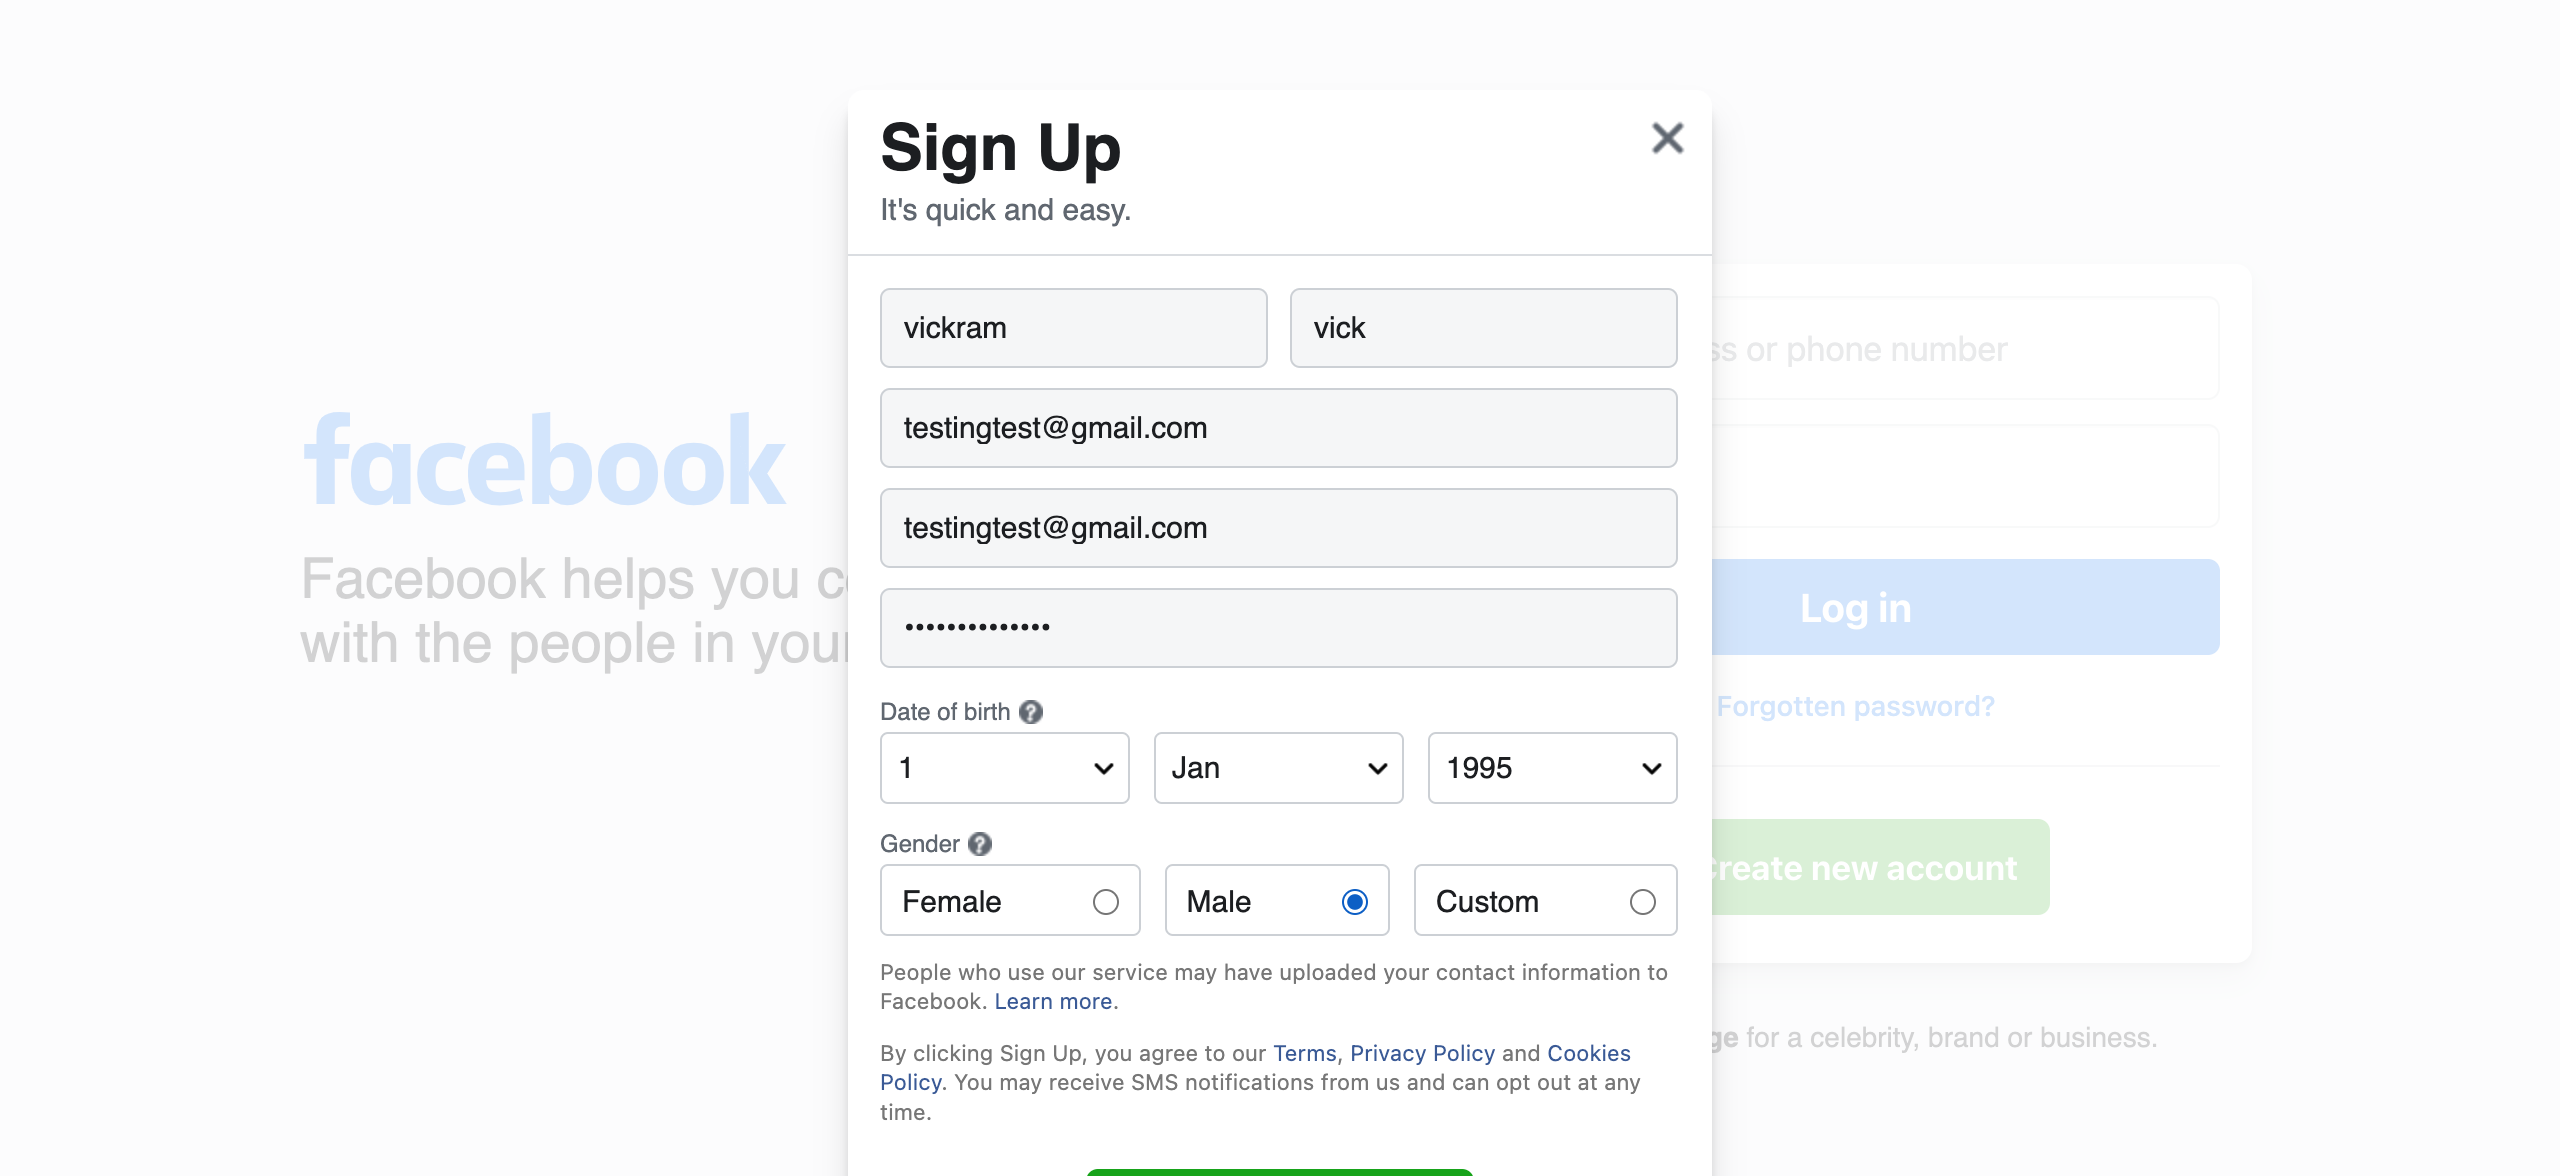 Sign Up
It's quick and easy.
vickram
vick
testingtest@gmail.com
testingtest@gmail.com
••••••••••••••
Date of birth ?
1
Jan
1995
Gender ?
Female
Male
Custom
People who use our service may have uploaded your contact information to
Facebook. Learn more.
By clicking Sign Up, you agree to our Terms, Privacy Policy and Cookies
Policy. You may receive SMS notifications from us and can opt out at any
time.
facebook
Facebook helps you
with the people in your
or phone number
Log in
Forgotten password?
Create new account
for a celebrity, brand or business.